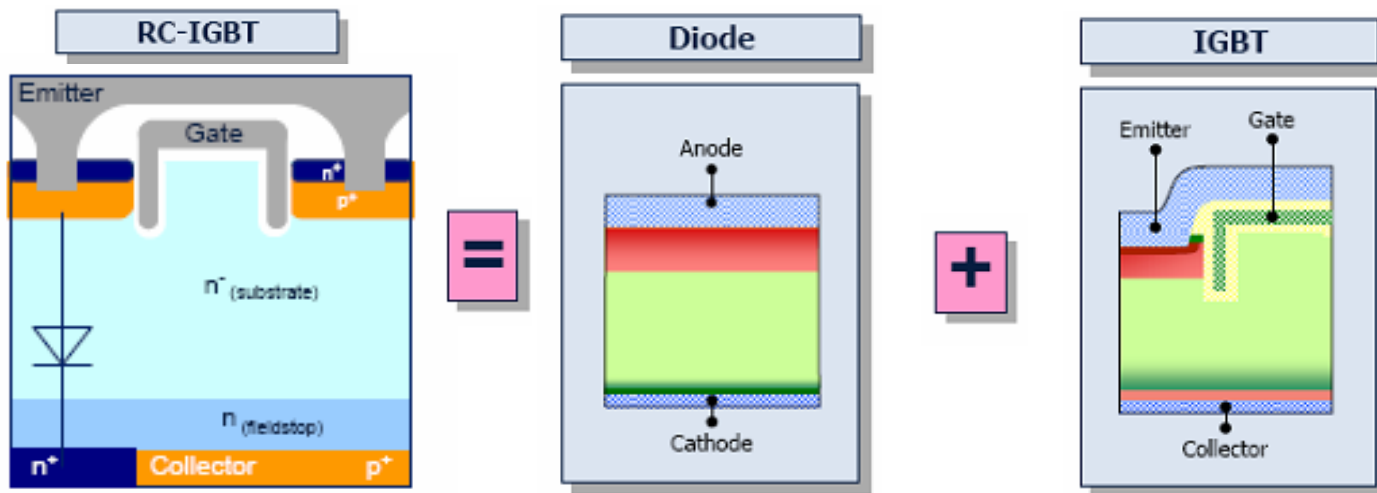 RC-IGBT
Emitter
Gate
n⁺
p⁺
n⁻ (substrate)
n (fieldstop)
n⁺ Collector p⁺
=
Diode
Anode
Cathode
+
IGBT
Emitter
Gate
Collector